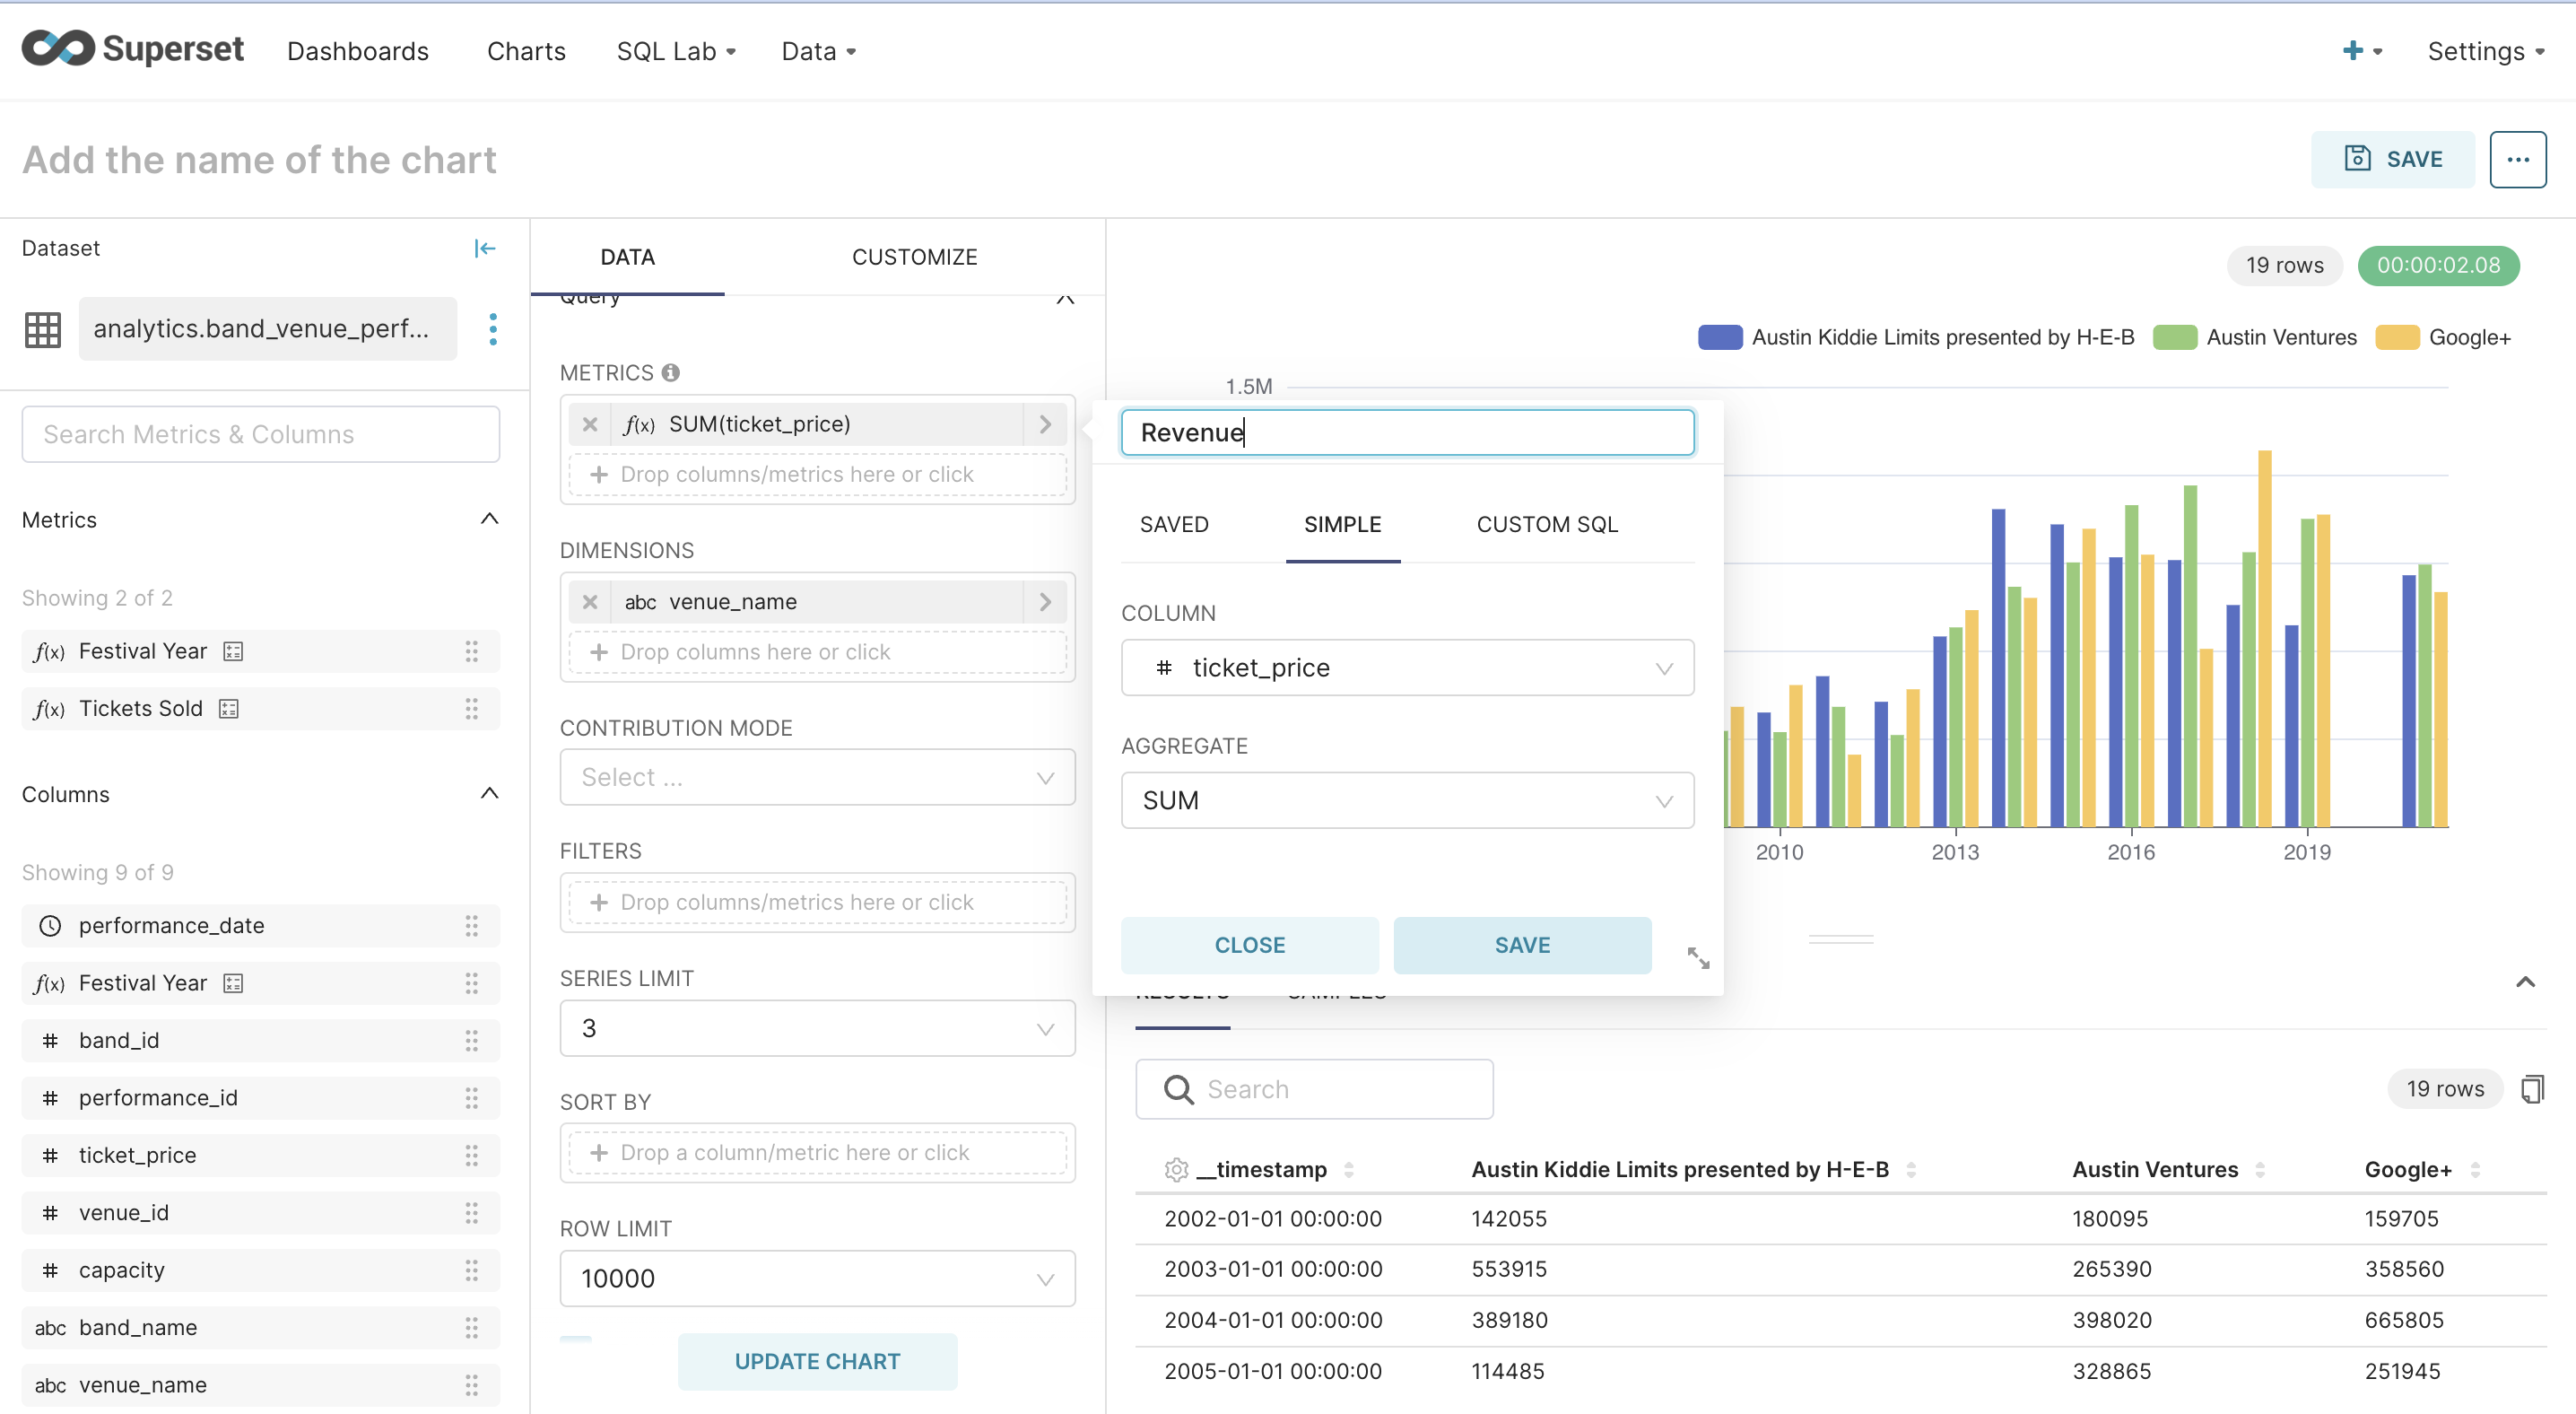 Superset
Dashboards
Charts
SQL Lab
Data
Settings
Add the name of the chart
SAVE
...
Dataset
analytics.band_venue_perf...
Search Metrics & Columns
Metrics
Showing 2 of 2
f(x) Festival Year
f(x) Tickets Sold
Columns
Showing 9 of 9
performance_date
f(x) Festival Year
# band_id
# performance_id
# ticket_price
# venue_id
# capacity
abc band_name
abc venue_name
DATA
CUSTOMIZE
Query
METRICS
f(x) SUM(ticket_price)
+ Drop columns/metrics here or click
DIMENSIONS
abc venue_name
+ Drop columns here or click
CONTRIBUTION MODE
Select ...
FILTERS
+ Drop columns/metrics here or click
SERIES LIMIT
3
SORT BY
+ Drop a column/metric here or click
ROW LIMIT
10000
UPDATE CHART
Revenue
SAVED
SIMPLE
CUSTOM SQL
COLUMN
# ticket_price
AGGREGATE
SUM
CLOSE
SAVE
19 rows
00:00:02.08
Austin Kiddie Limits presented by H-E-B
Austin Ventures
Google+
1.5M
2010
2013
2016
2019
RESULTS
SAMPLES
Search
19 rows
__timestamp Austin Kiddie Limits presented by H-E-B Austin Ventures Google+
2002-01-01 00:00:00 142055 180095 159705
2003-01-01 00:00:00 553915 265390 358560
2004-01-01 00:00:00 389180 398020 665805
2005-01-01 00:00:00 114485 328865 251945